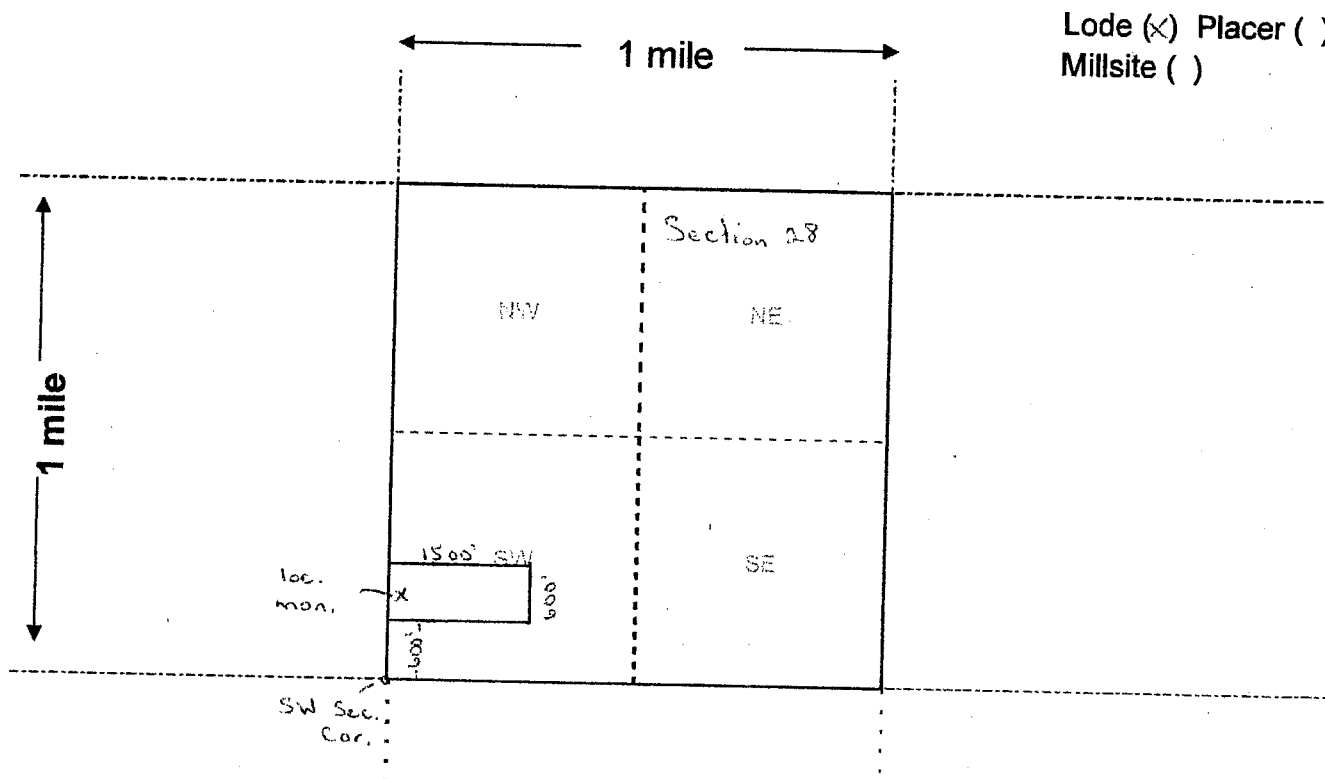 Lode (x) Placer ( )
Millsite ( )
1 mile
1 mile
Section 28
NW
NE
1500' SW
SE
600'
loc.
mon.
SW Sec.
Cor.